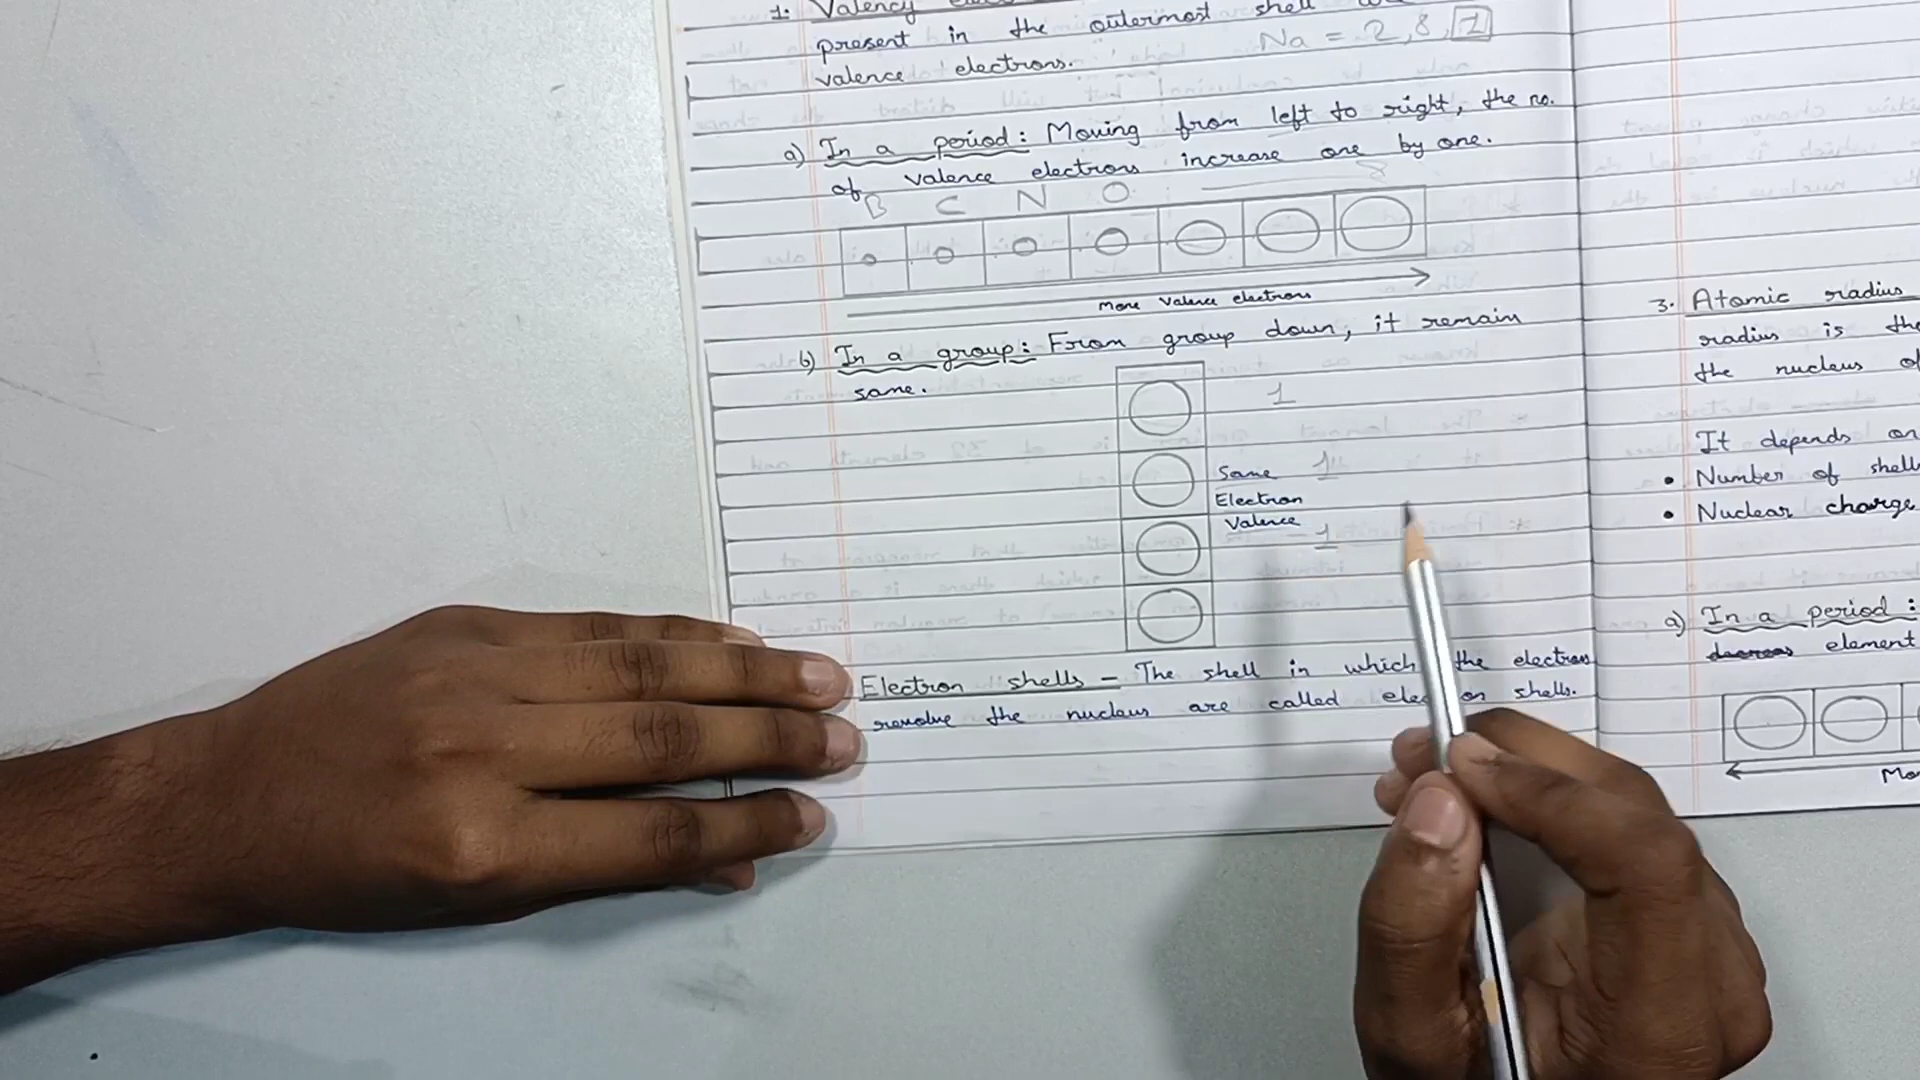 1. Valency
present in the outermost shell
Na = 2, 8, 1
valence electrons.
a) In a period: Moving from left to right, the no.
of valence electrons increase one by one.
B C N O 8
More valence electrons
b) In a group: From group down, it remain
same.
1
Same 1
Electron
Valence 1
Electron shells - The shell in which the electrons
revolve the nucleus are called shells.
3. Atomic radius
radius is the
the nucleus of
It depends on
• Number of shells
• Nuclear charge
a) In a period:
element